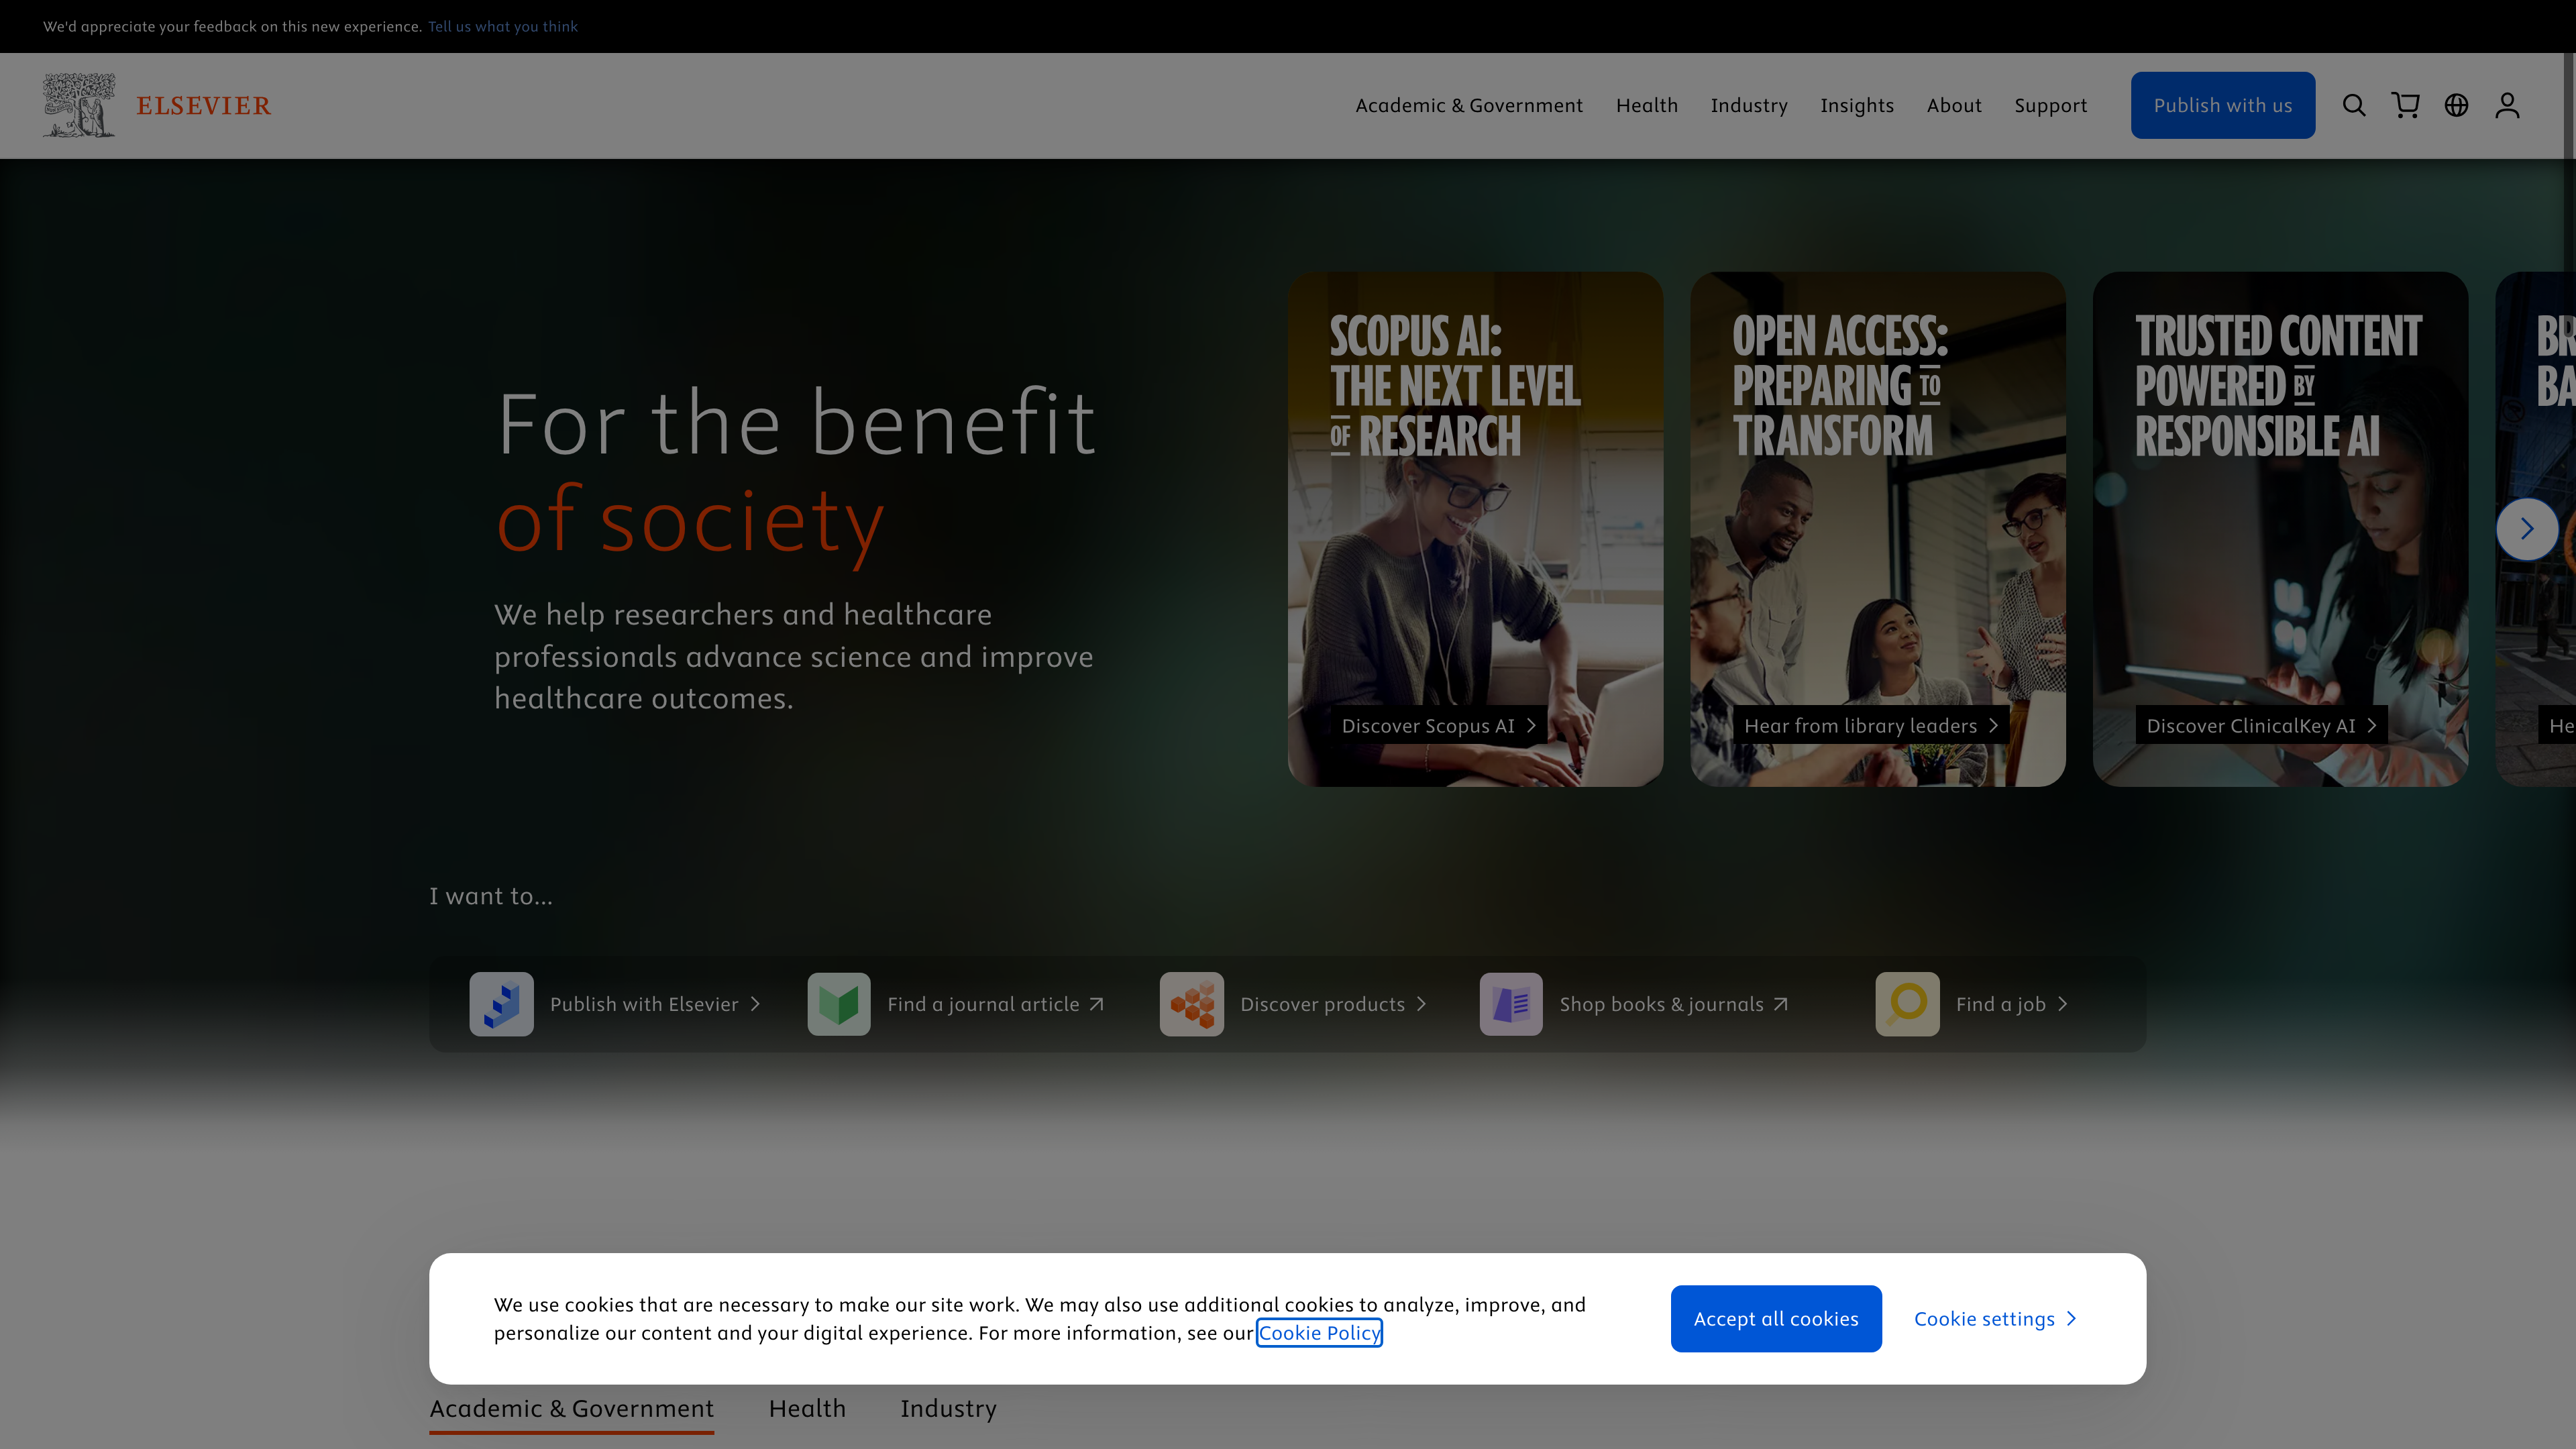 We'd appreciate your feedback on this new experience. Tell us what you think
ELSEVIER
Academic & Government Health Industry Insights About Support Publish with us
For the benefit
of society
We help researchers and healthcare
professionals advance science and improve
healthcare outcomes.
SCOPUS AI:
THE NEXT LEVEL
OF RESEARCH
Discover Scopus AI
OPEN ACCESS:
PREPARING TO
TRANSFORM
Hear from library leaders
TRUSTED CONTENT
POWERED BY
RESPONSIBLE AI
Discover ClinicalKey AI
I want to...
Publish with Elsevier Find a journal article Discover products Shop books & journals Find a job
We use cookies that are necessary to make our site work. We may also use additional cookies to analyze, improve, and
personalize our content and your digital experience. For more information, see our Cookie Policy
Accept all cookies Cookie settings
Academic & Government Health Industry